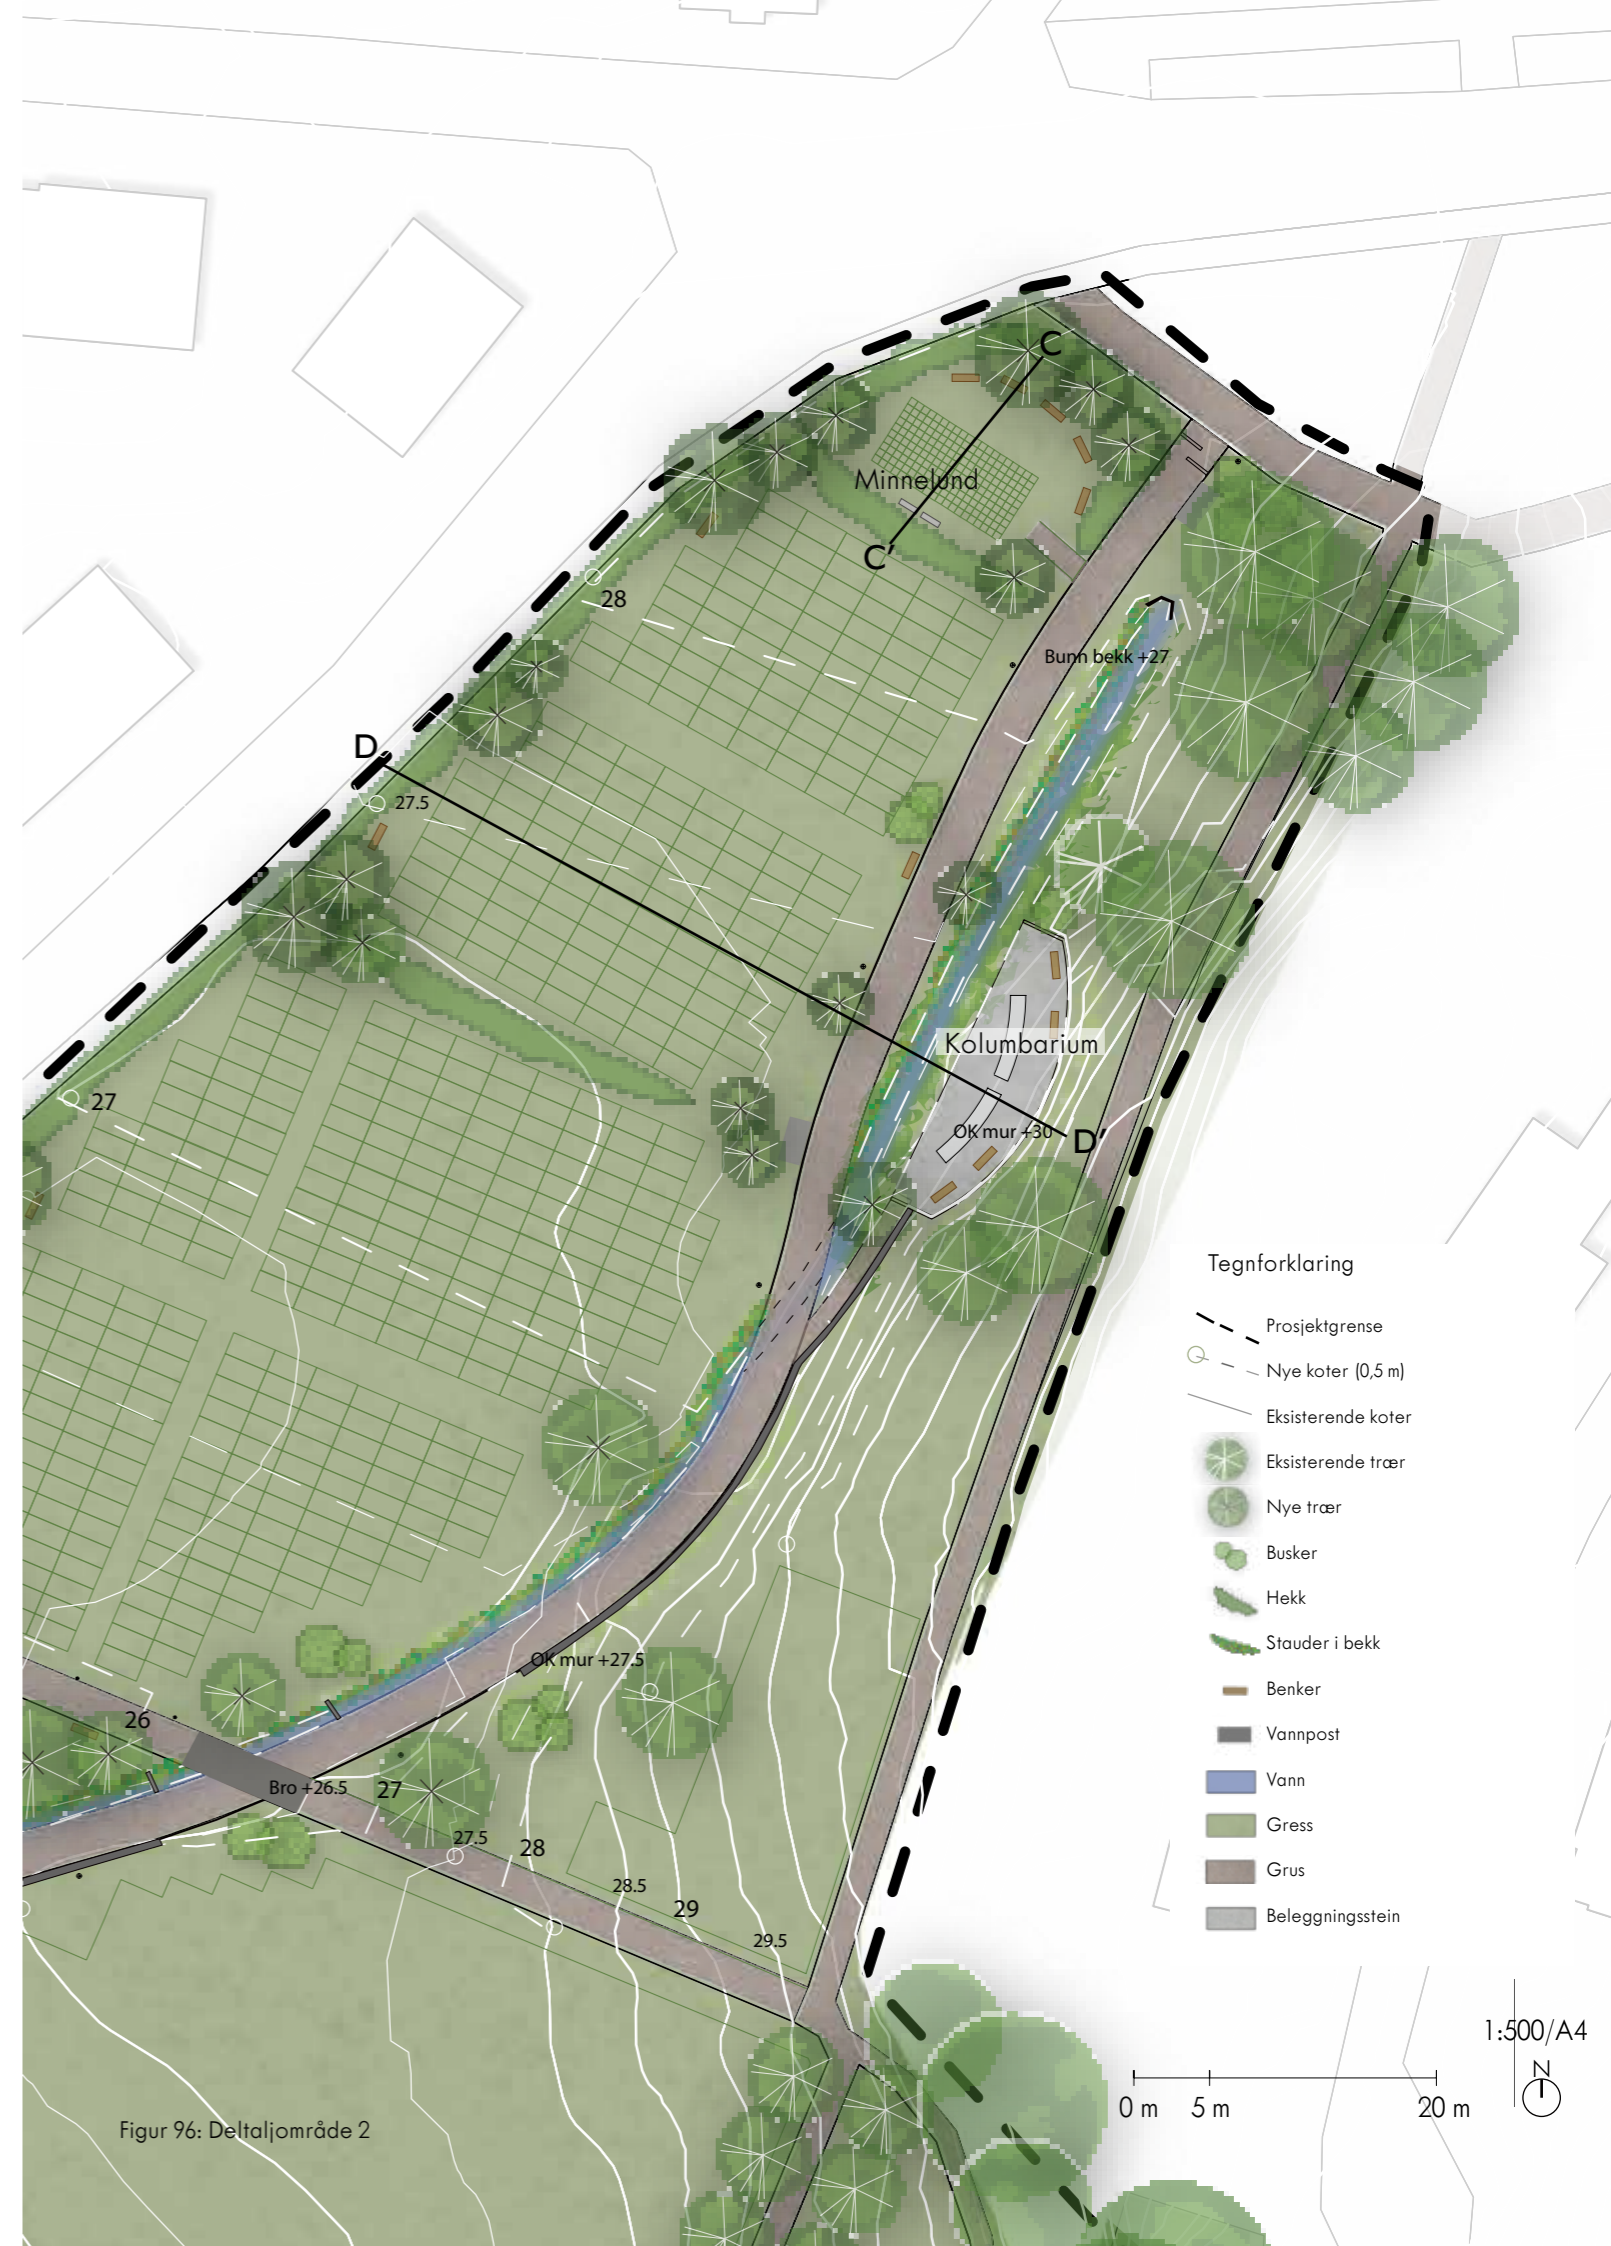 C
Minnelund
C'
28
Bunn bekk +27
D
27.5
Kolumbarium
27
OK mur +30
D'
Tegnforklaring
Prosjektgrense
Nye koter (0,5 m)
Eksisterende koter
Eksisterende trær
Nye trær
Busker
Hekk
Stauder i bekk
Benker
Vannpost
Vann
Gress
Grus
Beleggningsstein
OK mur +27.5
26
Bro +26.5
27
27.5
28
28.5
29
29.5
1:500/A4
N
0 m 5 m 20 m
Figur 96: Deltaljområde 2